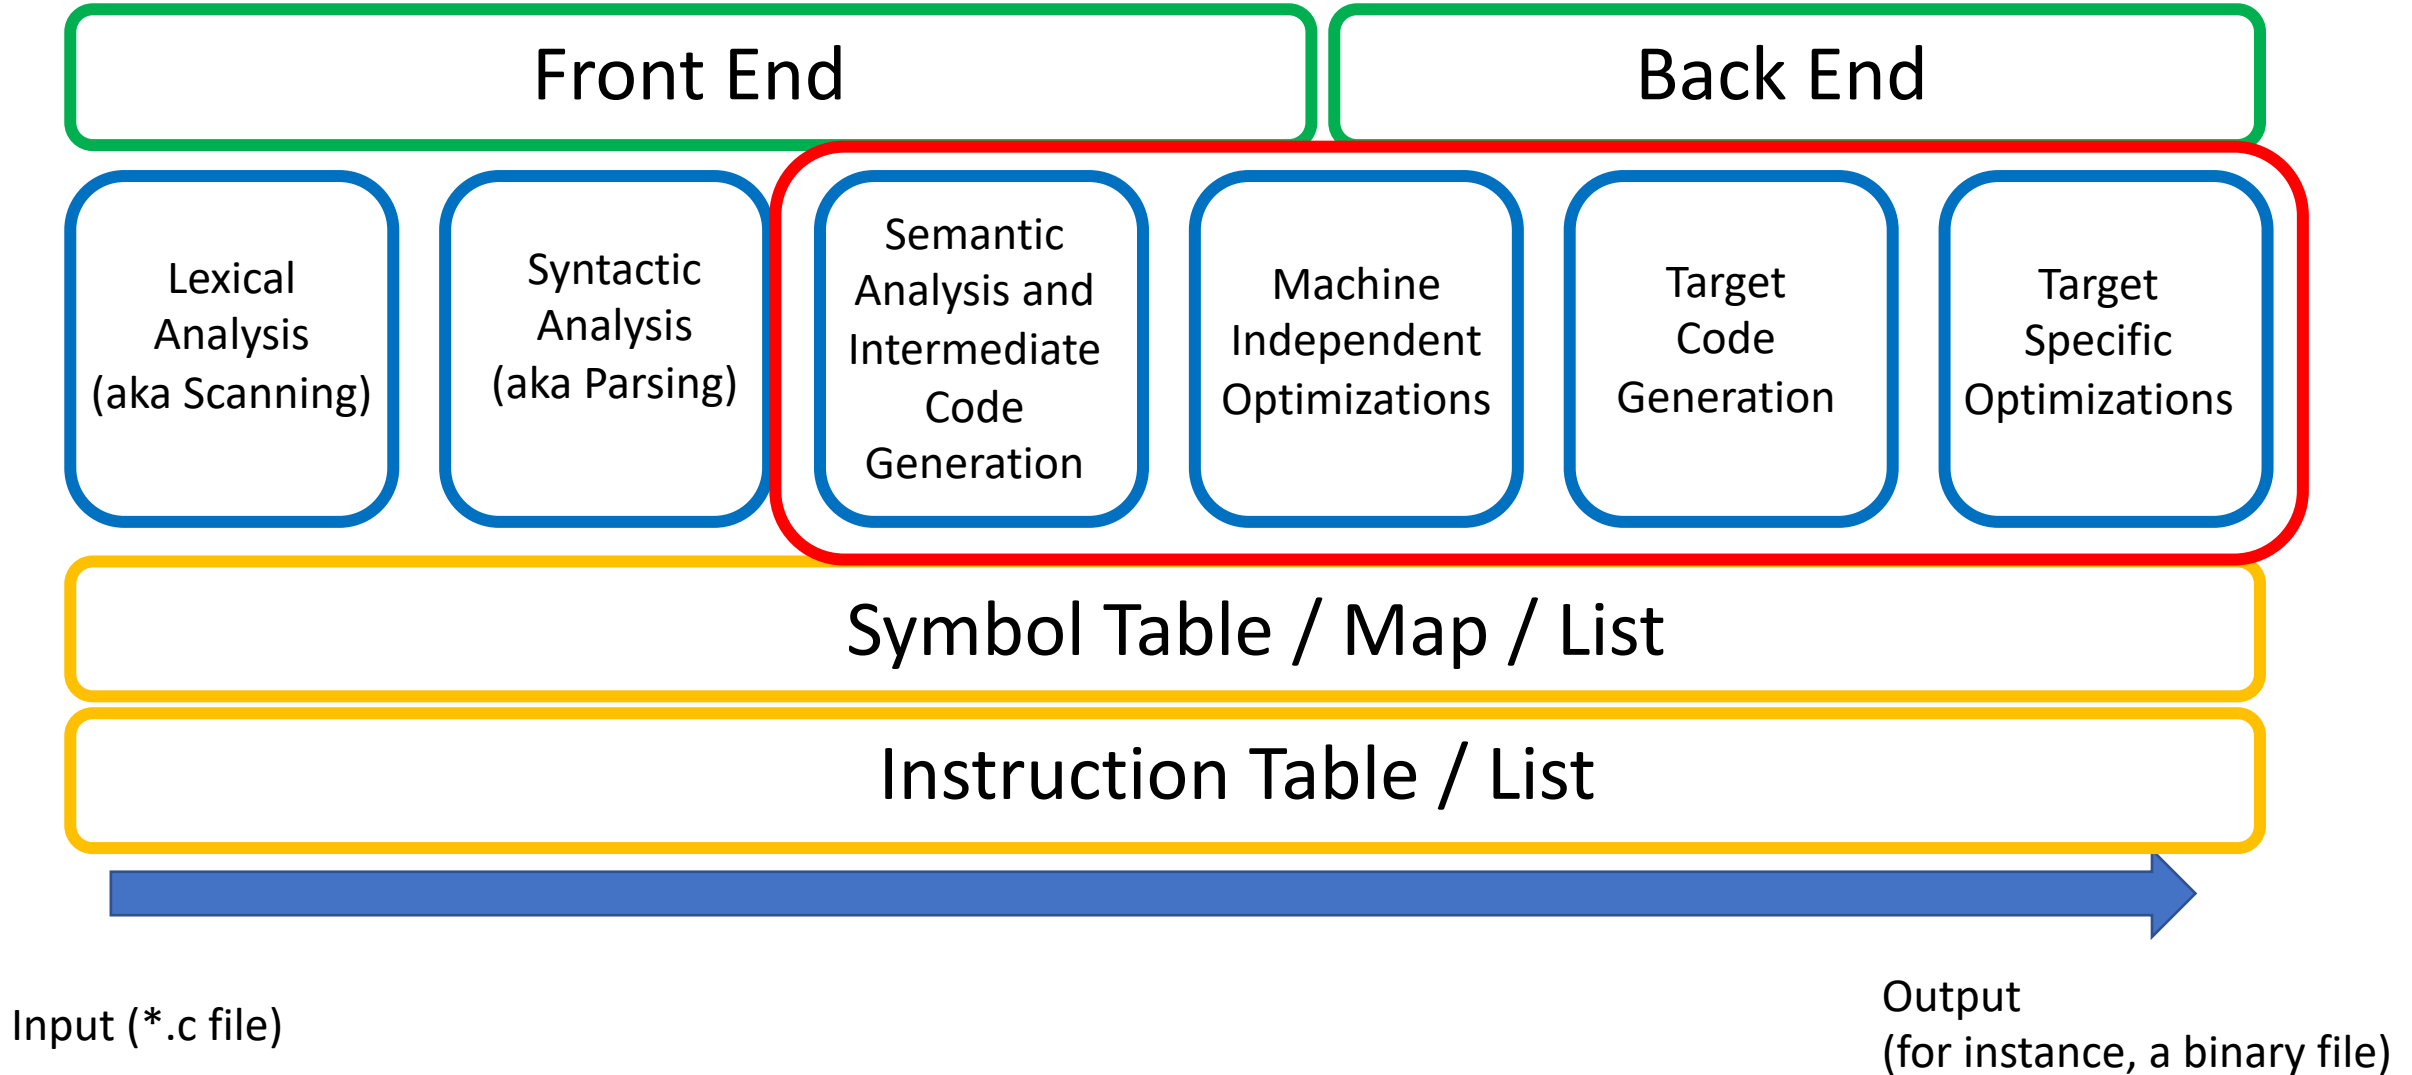 Front End
Back End
Lexical
Analysis
(aka Scanning)
Syntactic
Analysis
(aka Parsing)
Semantic
Analysis and
Intermediate
Code
Generation
Machine
Independent
Optimizations
Target
Code
Generation
Target
Specific
Optimizations
Symbol Table / Map / List
Instruction Table / List
Input (*.c file)
Output
(for instance, a binary file)